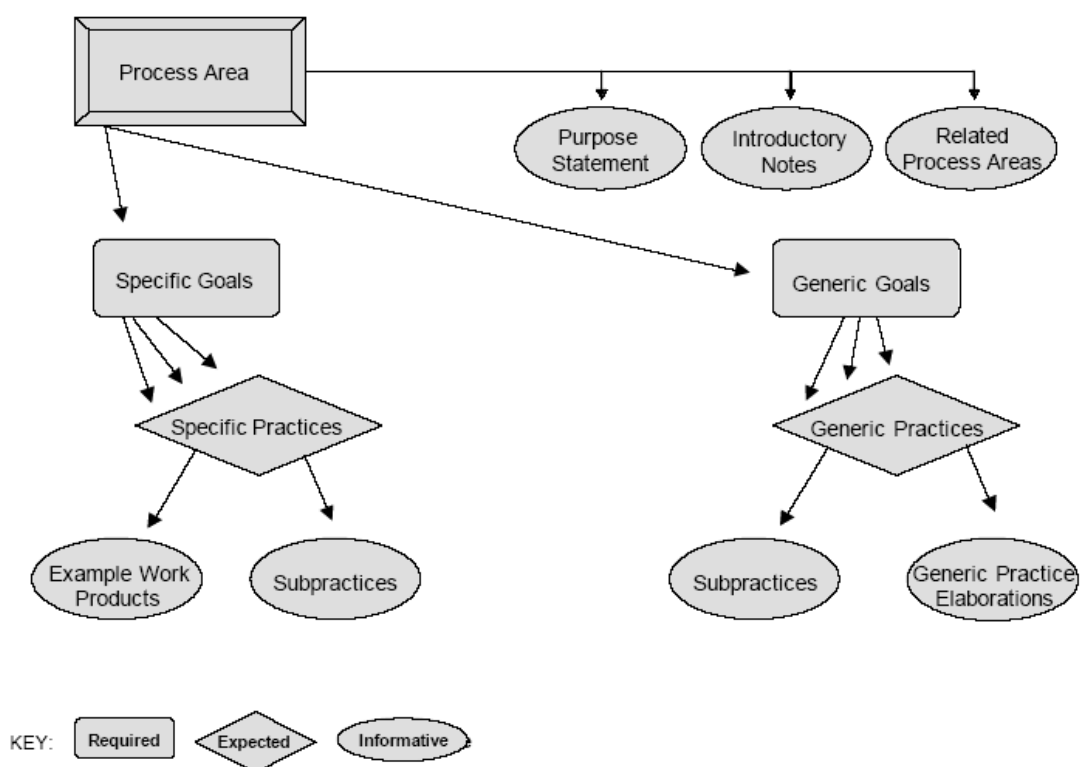 Process Area
Purpose
Statement
Introductory
Notes
Related
Process Areas
Specific Goals
Generic Goals
Specific Practices
Generic Practices
Example Work
Products
Subpractices
Subpractices
Generic Practice
Elaborations
KEY:
Required
Expected
Informative